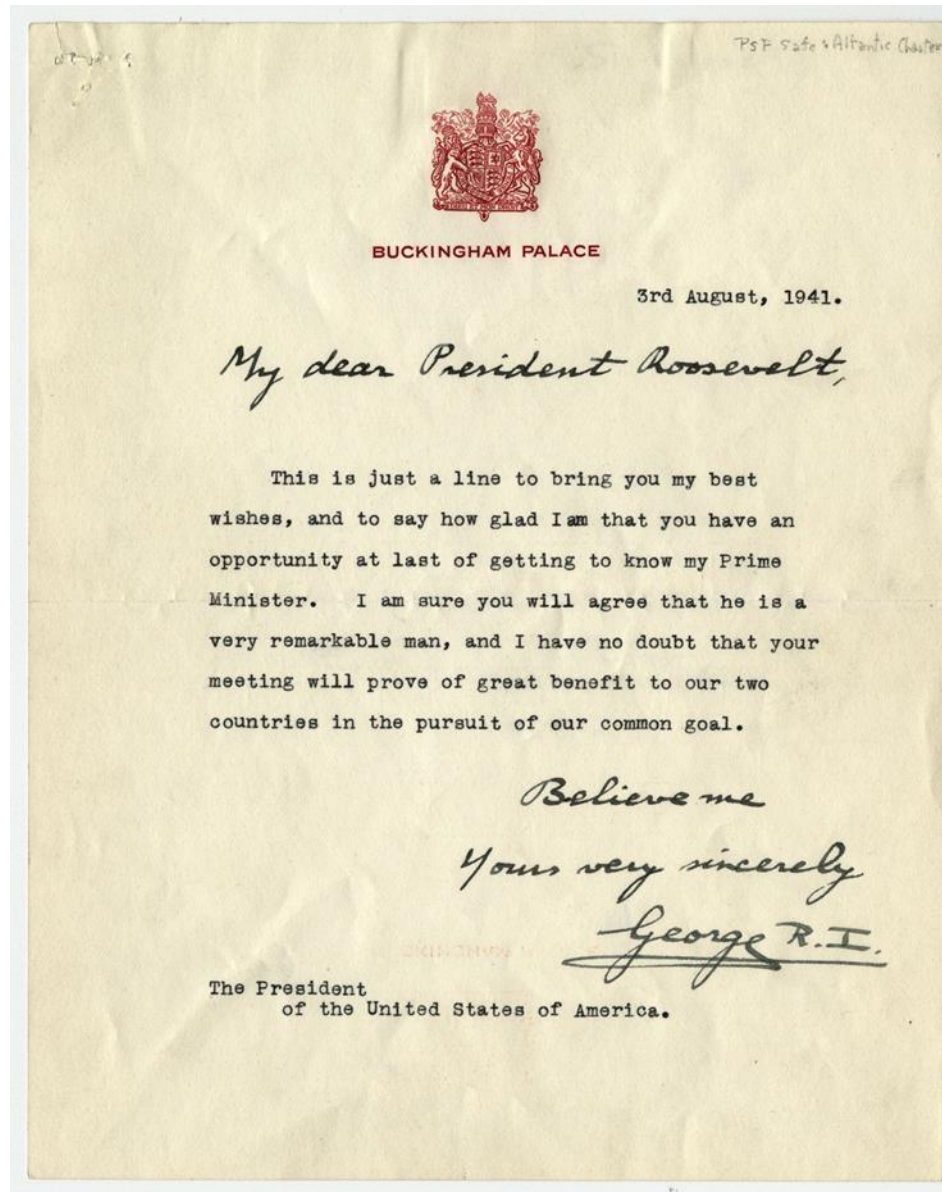 PSF Safe: Altantic Charter
BUCKINGHAM PALACE
3rd August, 1941.
My dear President Roosevelt,
This is just a line to bring you my best
wishes, and to say how glad I am that you have an
opportunity at last of getting to know my Prime
Minister. I am sure you will agree that he is a
very remarkable man, and I have no doubt that your
meeting will prove of great benefit to our two
countries in the pursuit of our common goal.
Believe me
Yours very sincerely
George R.I.
The President
of the United States of America.